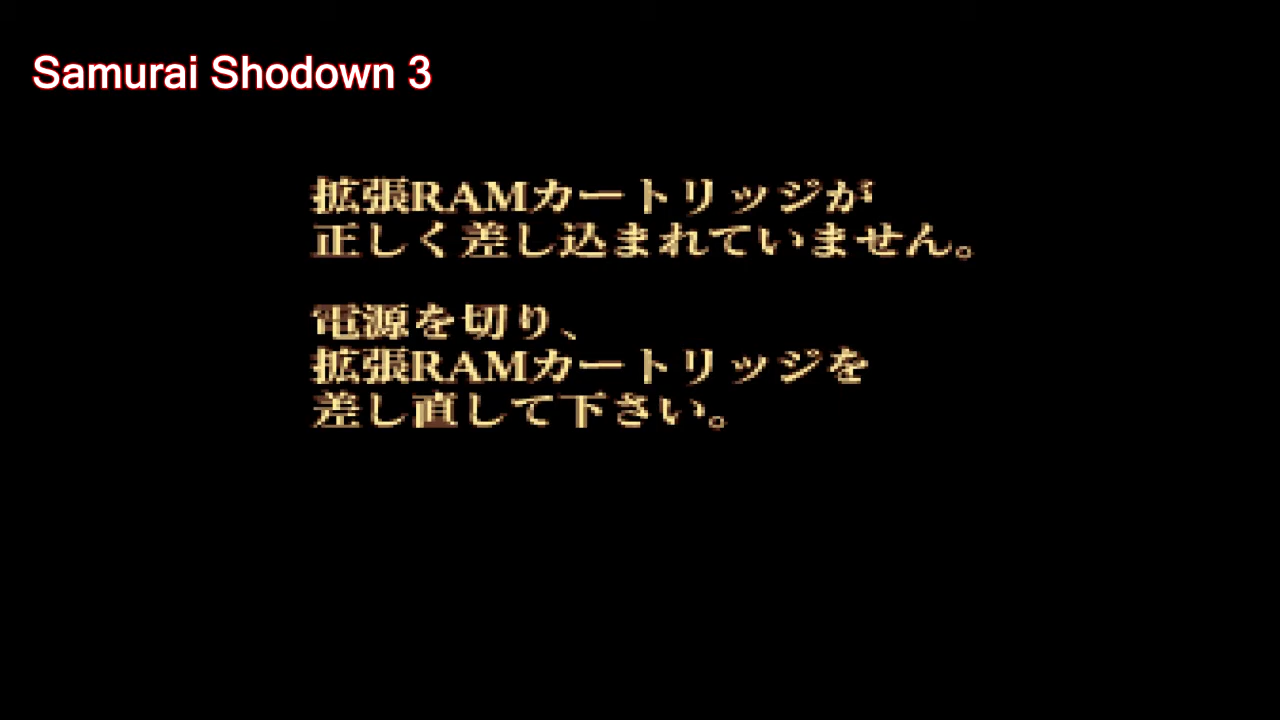 Samurai Shodown 3
拡張RAMカートリッジが
正しく差し込まれていません。
電源を切り、
拡張RAMカートリッジを
差し直して下さい。